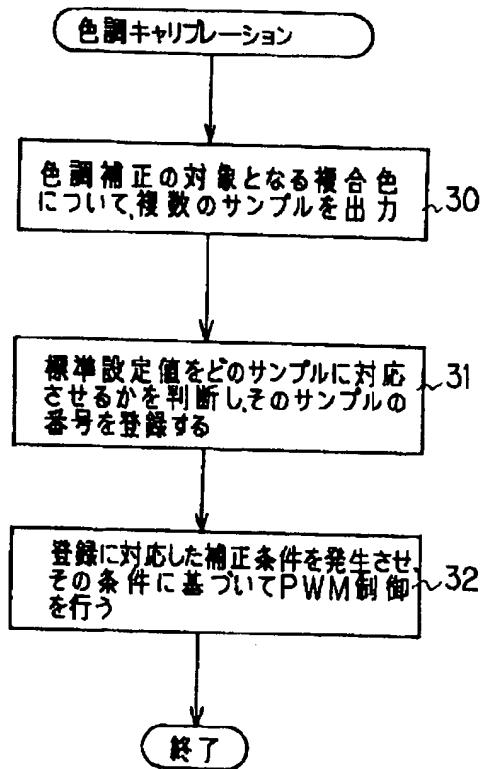 色調キャリブレーション
色調補正の対象となる複合色
について、複数のサンプルを出力
30
標準設定値をどのサンプルに対応
させるかを判断し、そのサンプルの
番号を登録する
31
登録に対応した補正条件を発生させ、
その条件に基づいてPWM制御
を行う
32
終了